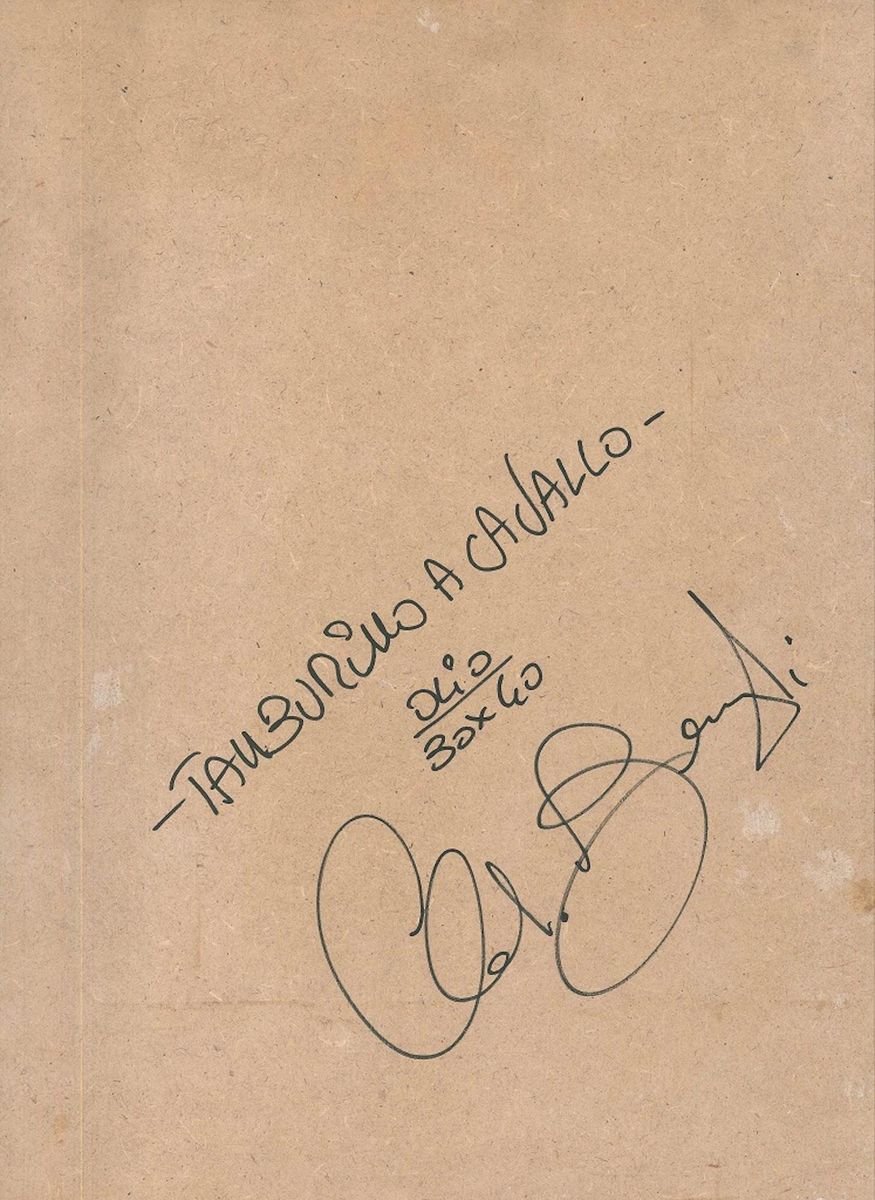 - TAMBURINO A CAVALLO -
OLIO
30x40